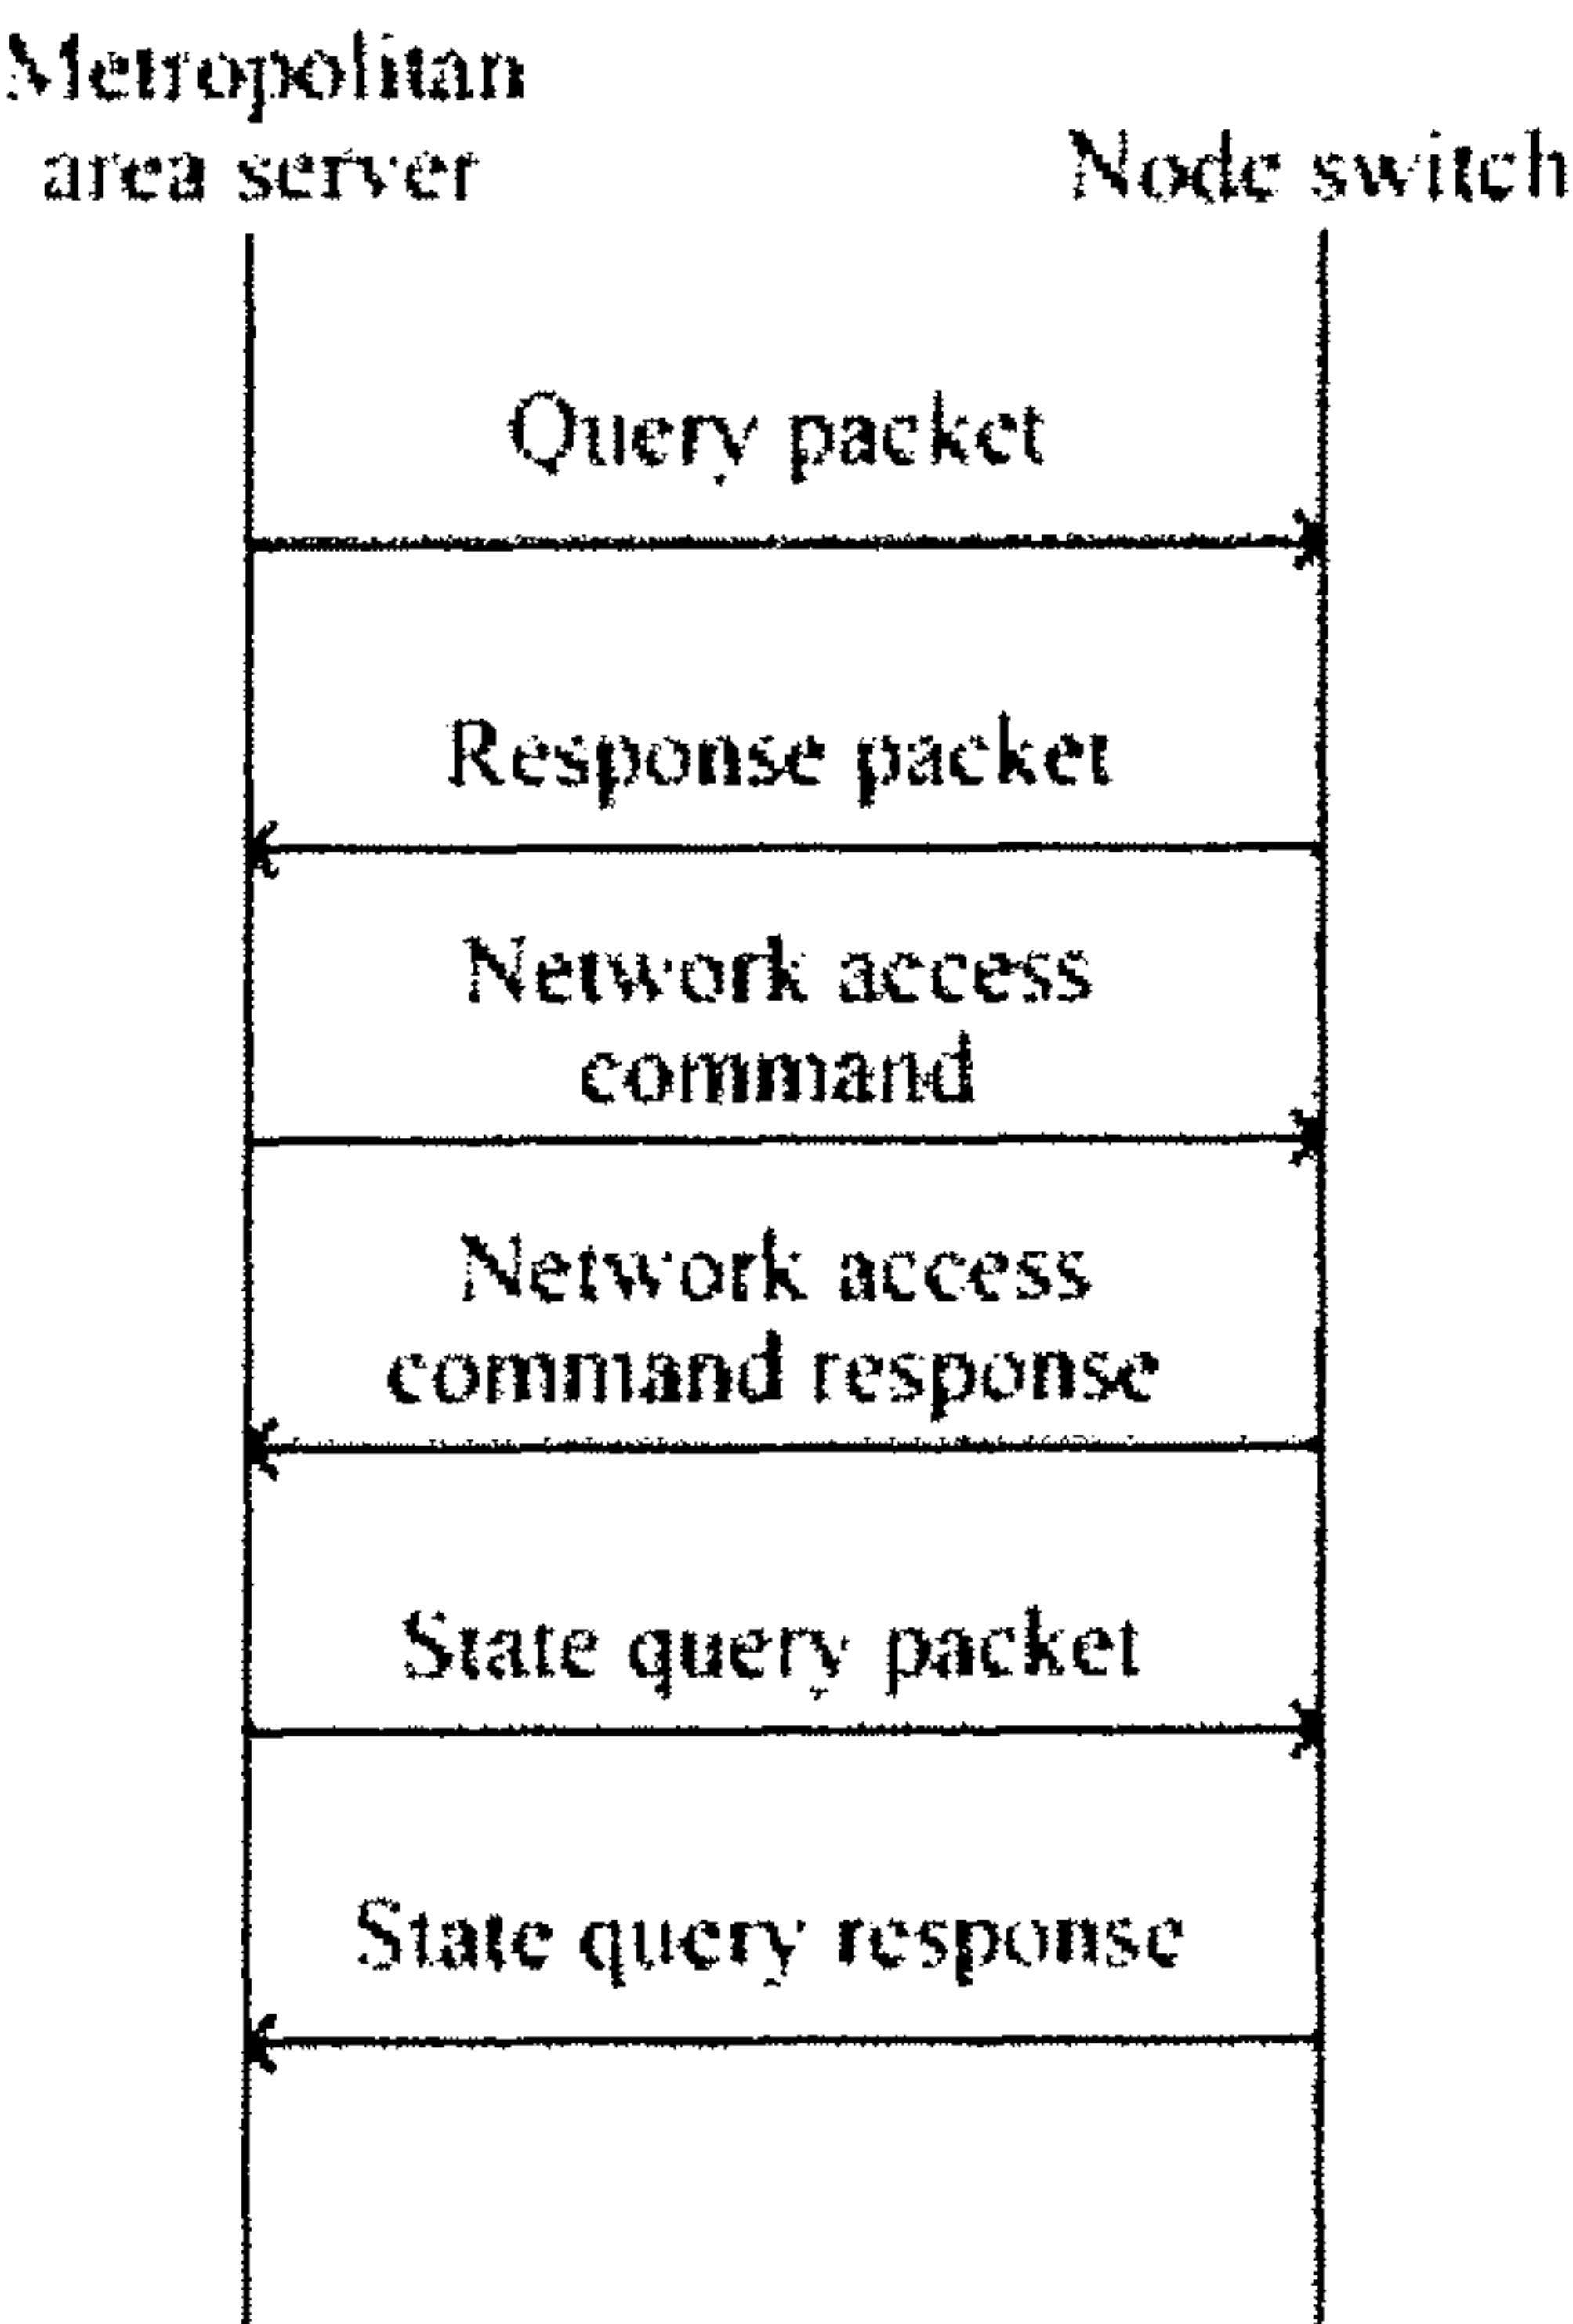 Metropolitan
area server
Node switch
Query packet
Response packet
Network access
command
Network access
command response
State query packet
State query response